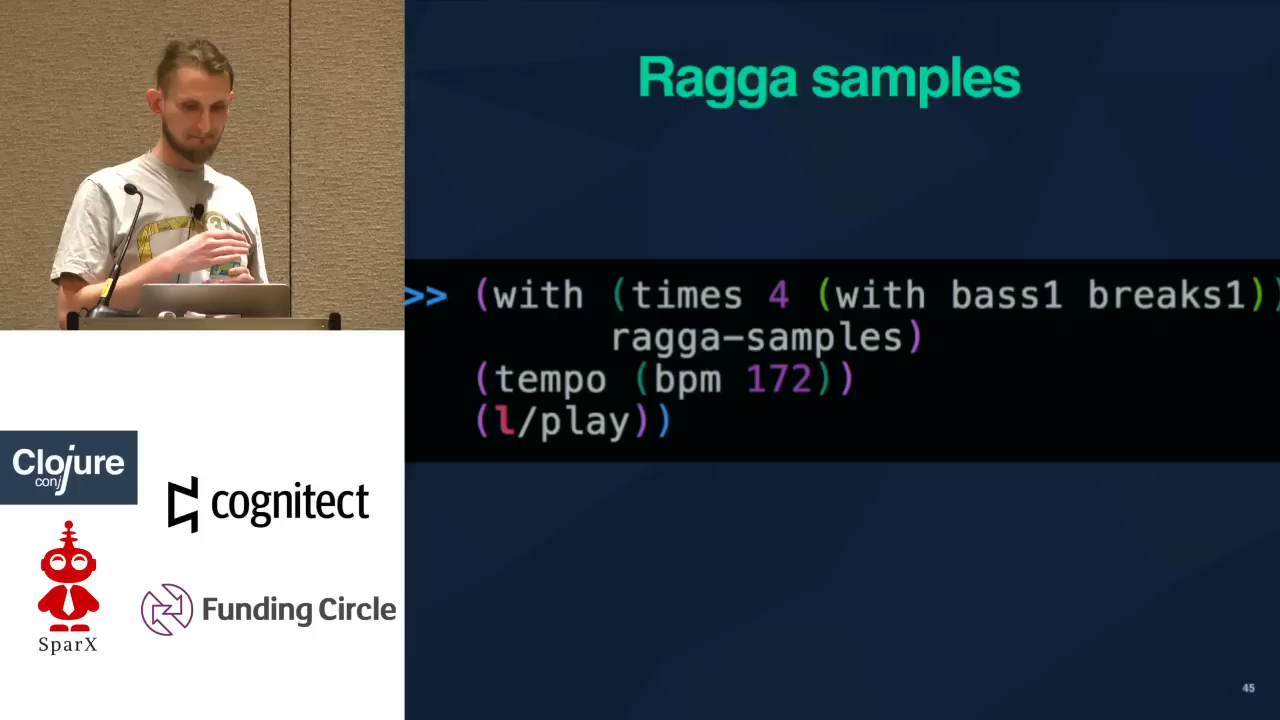 Ragga samples
>> (with (times 4 (with bass1 breaks1))
ragga-samples)
(tempo (bpm 172))
(l/play))
45
Clojure
conj
cognitect
SparX
Funding Circle